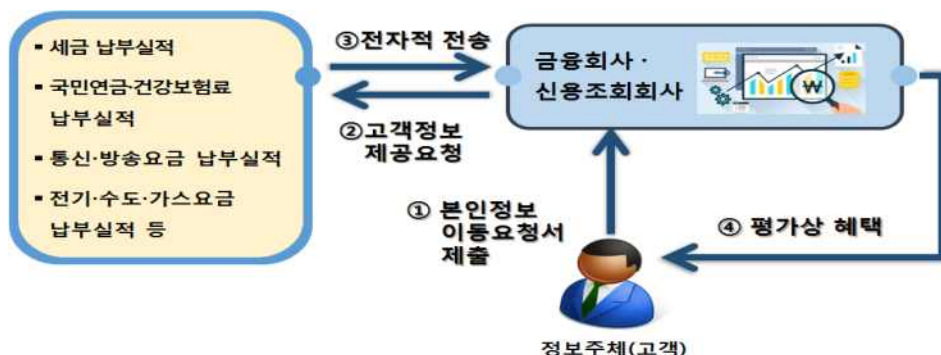 ▪ 세금 납부실적
▪ 국민연금·건강보험료
납부실적
▪ 통신·방송요금 납부실적
▪ 전기·수도·가스요금
납부실적 등
③전자적 전송
②고객정보
제공요청
금융회사·
신용조회회사
₩
① 본인정보
이동요청서
제출
④ 평가상 혜택
정보주체(고객)